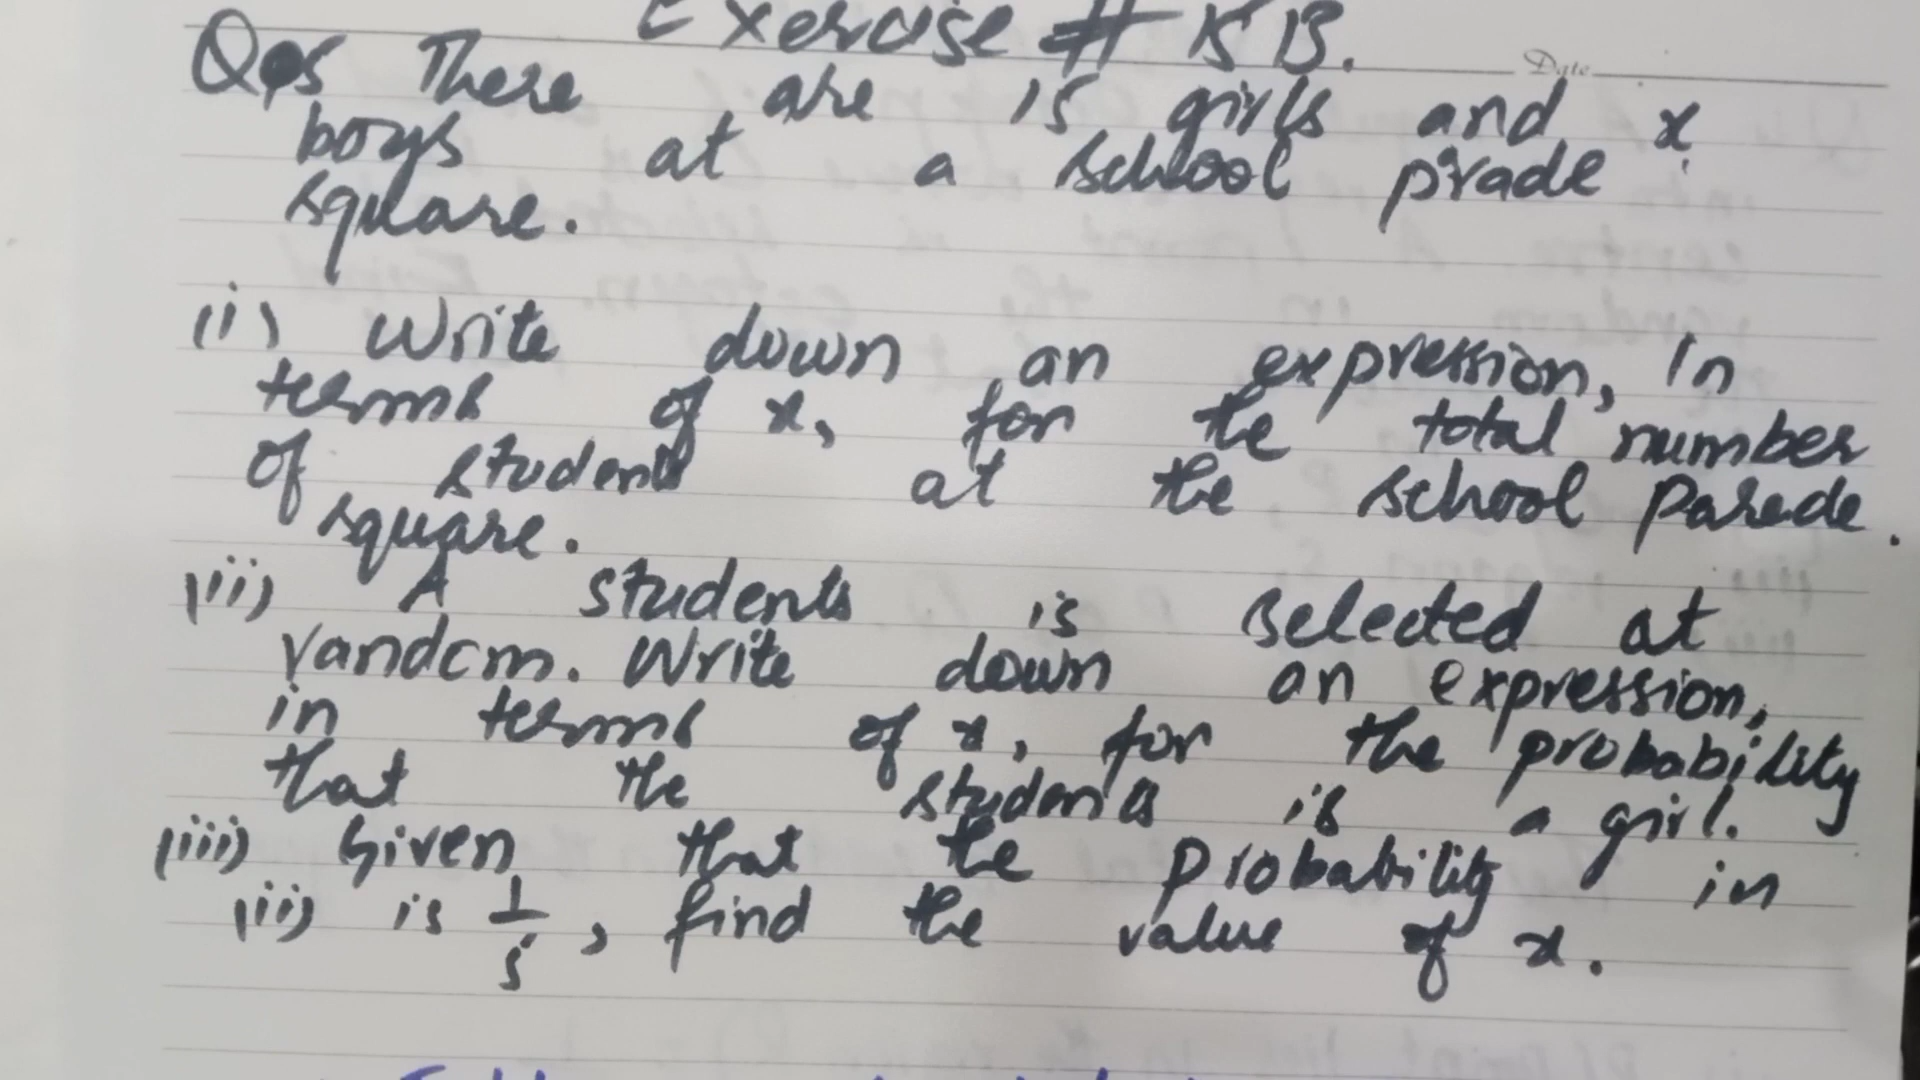 Exercise # 15 B.
Date
Q5 There are 15 girls and x
boys at a school prade
square.
(i) Write down an expression, in
terms of x, for the total number
of students at the school Parede.
square.
(ii) A students is selected at
random. Write down an expression,
in terms of x, for the probability
that the students is a girl.
(iii) Given that the probability in
(ii) is 1/5, find the value of x.